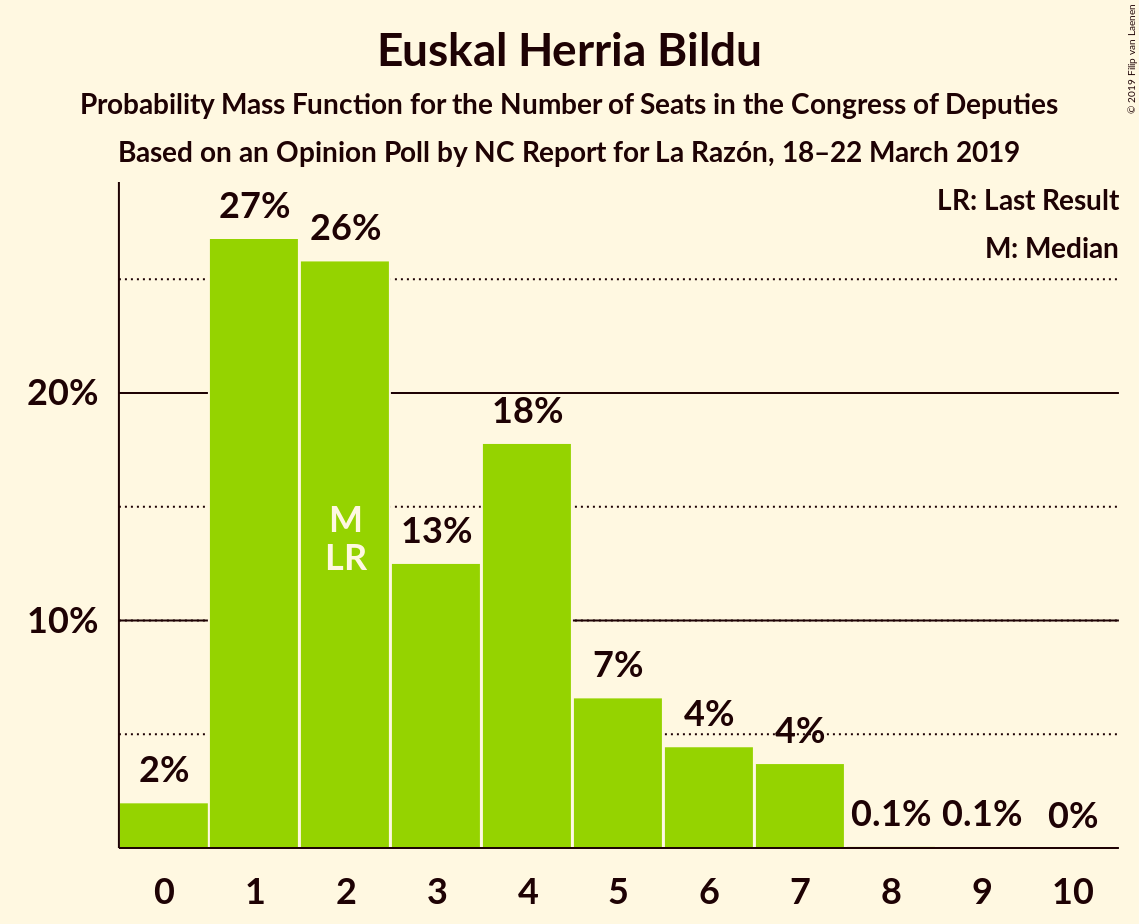 Euskal Herria Bildu
Probability Mass Function for the Number of Seats in the Congress of Deputies
Based on an Opinion Poll by NC Report for La Razón, 18–22 March 2019
© 2019 Filip van Laenen
LR: Last Result
M: Median
27%
26%
20%
18%
M
LR
13%
10%
7%
4%
4%
2%
0.1%
0.1%
0%
0 1 2 3 4 5 6 7 8 9 10